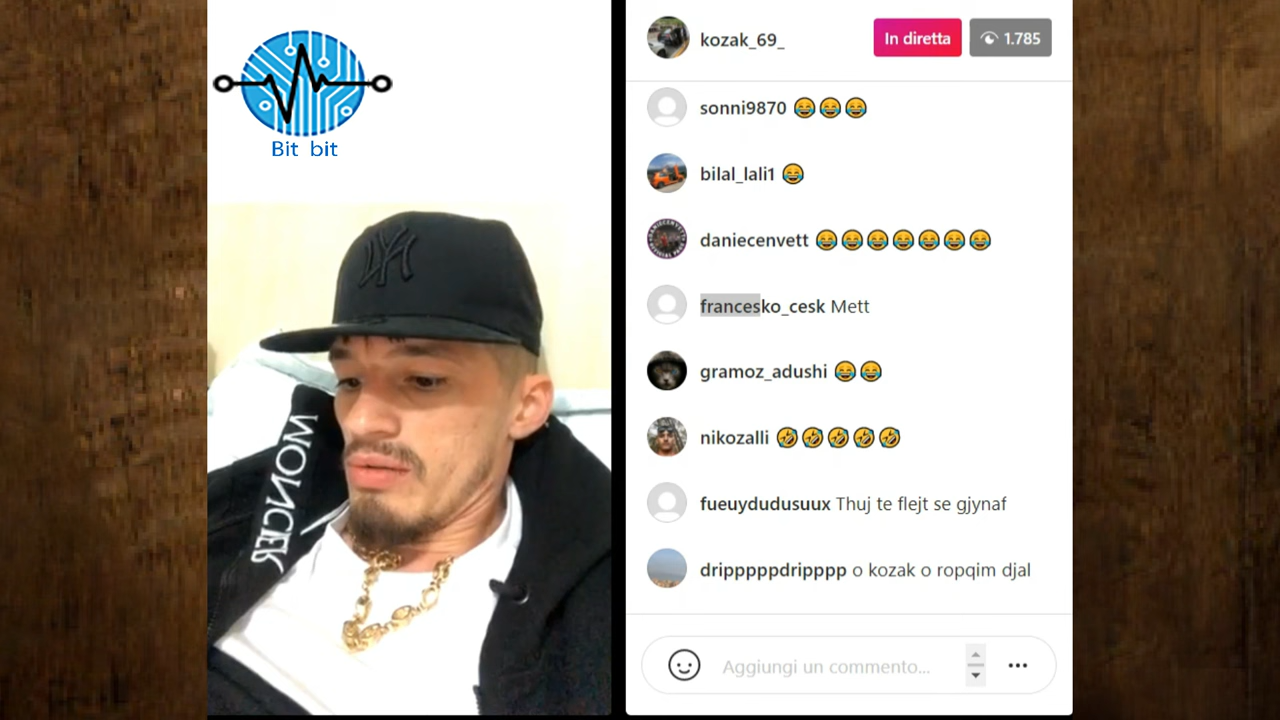 Bit bit
MONCLER
kozak_69_
In diretta
1.785
sonni9870 😂😂😂
bilal_lali1 😂
daniecenvett 😂😂😂😂😂😂😂
francesko_cesk Mett
gramoz_adushi 😂😂
nikozalli 🤣🤣🤣🤣🤣
fueuydudusuux Thuj te flejt se gjynaf
dripppppdripppp o kozak o ropqim djal
Aggiungi un commento...